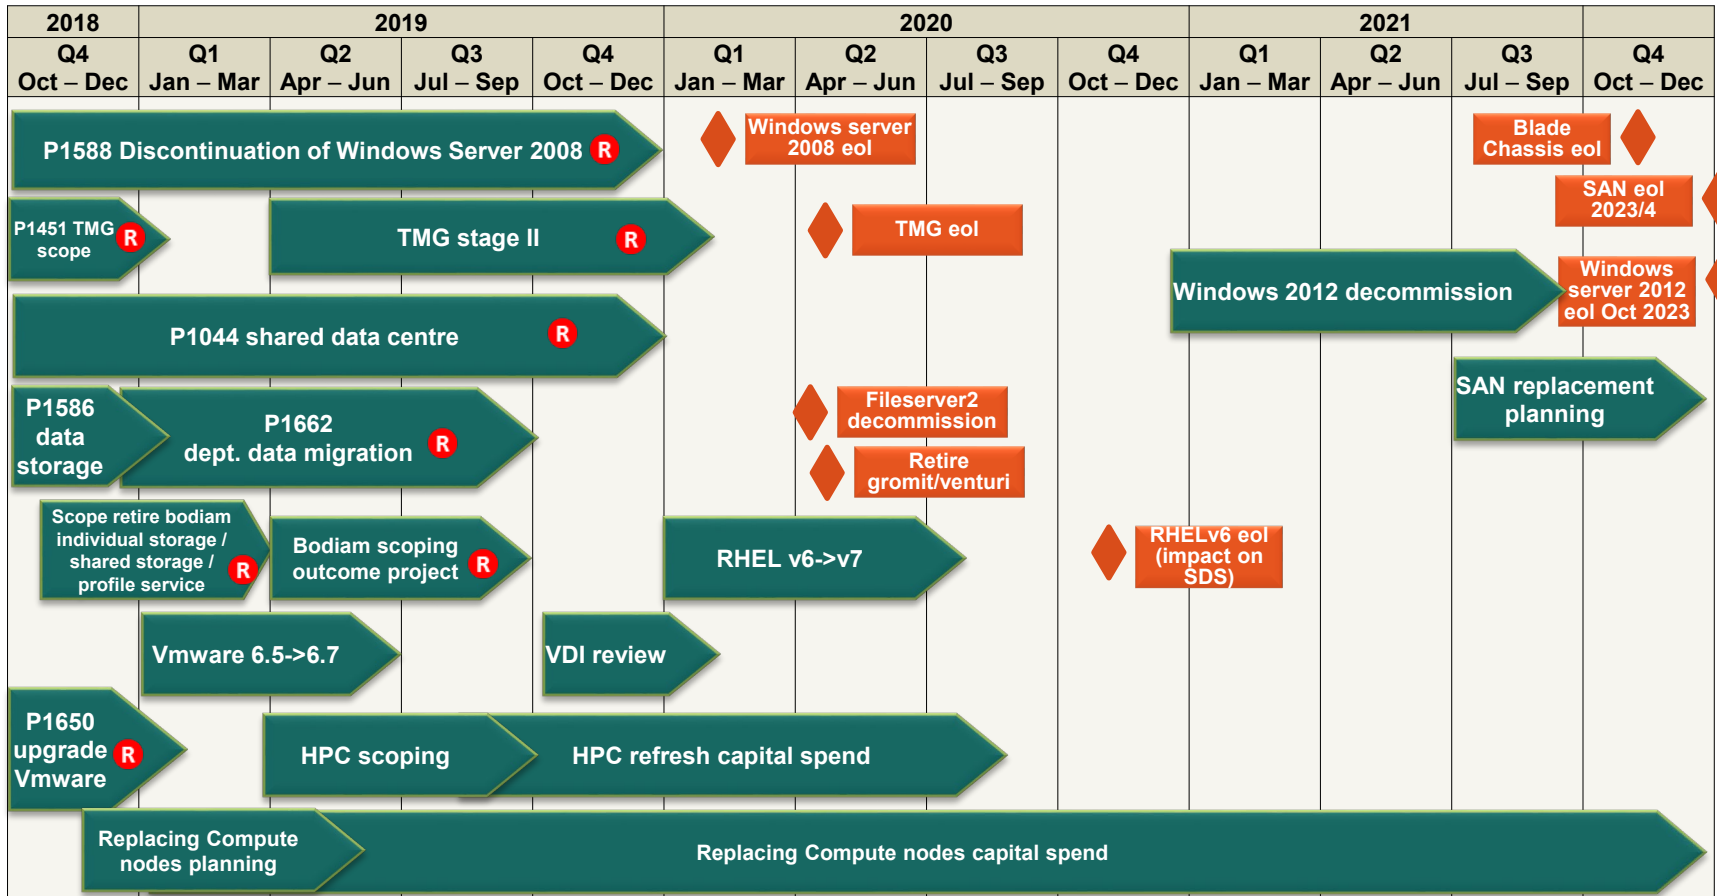 2018
2019
2020
2021
Q4
Oct – Dec
Q1
Jan – Mar
Q2
Apr – Jun
Q3
Jul – Sep
Q4
Oct – Dec
Q1
Jan – Mar
Q2
Apr – Jun
Q3
Jul – Sep
Q4
Oct – Dec
Q1
Jan – Mar
Q2
Apr – Jun
Q3
Jul – Sep
Q4
Oct – Dec
P1588 Discontinuation of Windows Server 2008
R
Windows server
2008 eol
Blade
Chassis eol
SAN eol
2023/4
P1451 TMG
scope
R
TMG stage II
R
TMG eol
Windows 2012 decommission
Windows
server 2012
eol Oct 2023
P1044 shared data centre
R
P1586
data
storage
P1662
dept. data migration
R
Fileserver2
decommission
SAN replacement
planning
Retire
gromit/venturi
Scope retire bodiam
individual storage /
shared storage /
profile service
R
Bodiam scoping
outcome project
R
RHEL v6->v7
RHELv6 eol
(impact on
SDS)
Vmware 6.5->6.7
VDI review
P1650
upgrade
Vmware
R
HPC scoping
HPC refresh capital spend
Replacing Compute
nodes planning
Replacing Compute nodes capital spend